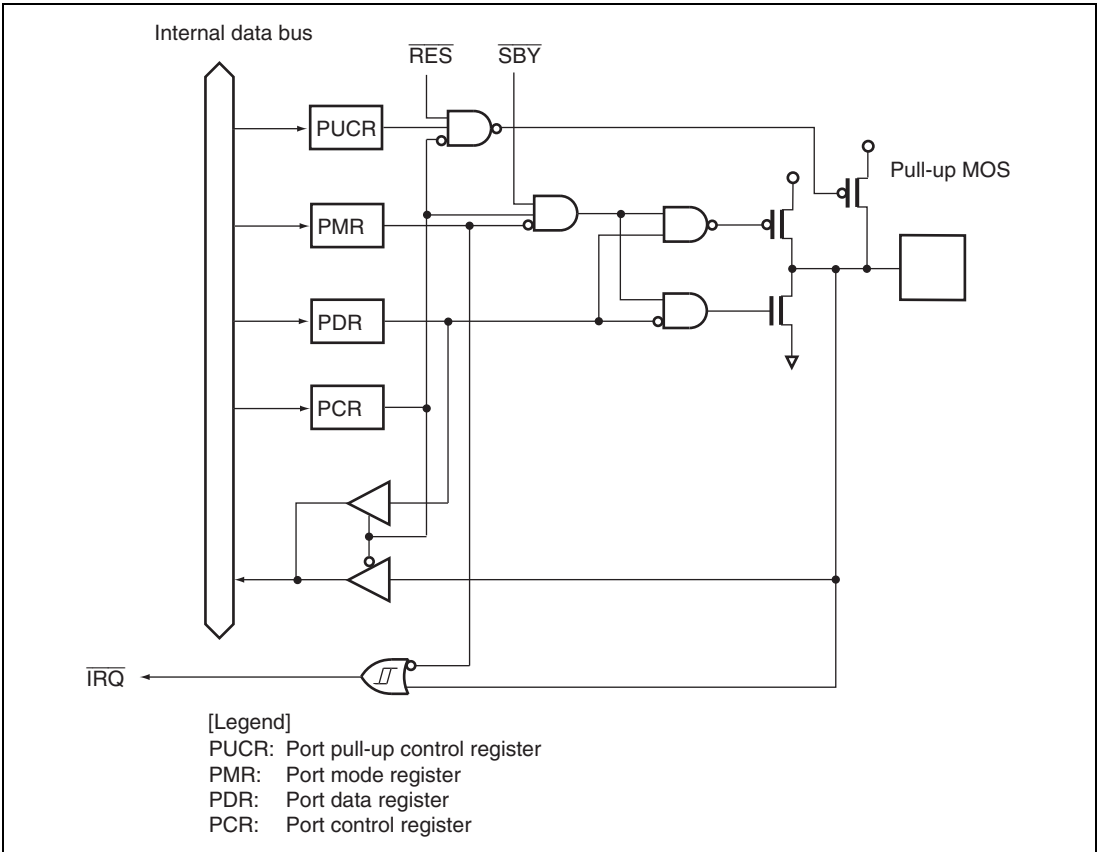 Internal data bus
RES
SBY
PUCR
Pull-up MOS
PMR
PDR
PCR
IRQ
[Legend]
PUCR: Port pull-up control register
PMR: Port mode register
PDR: Port data register
PCR: Port control register